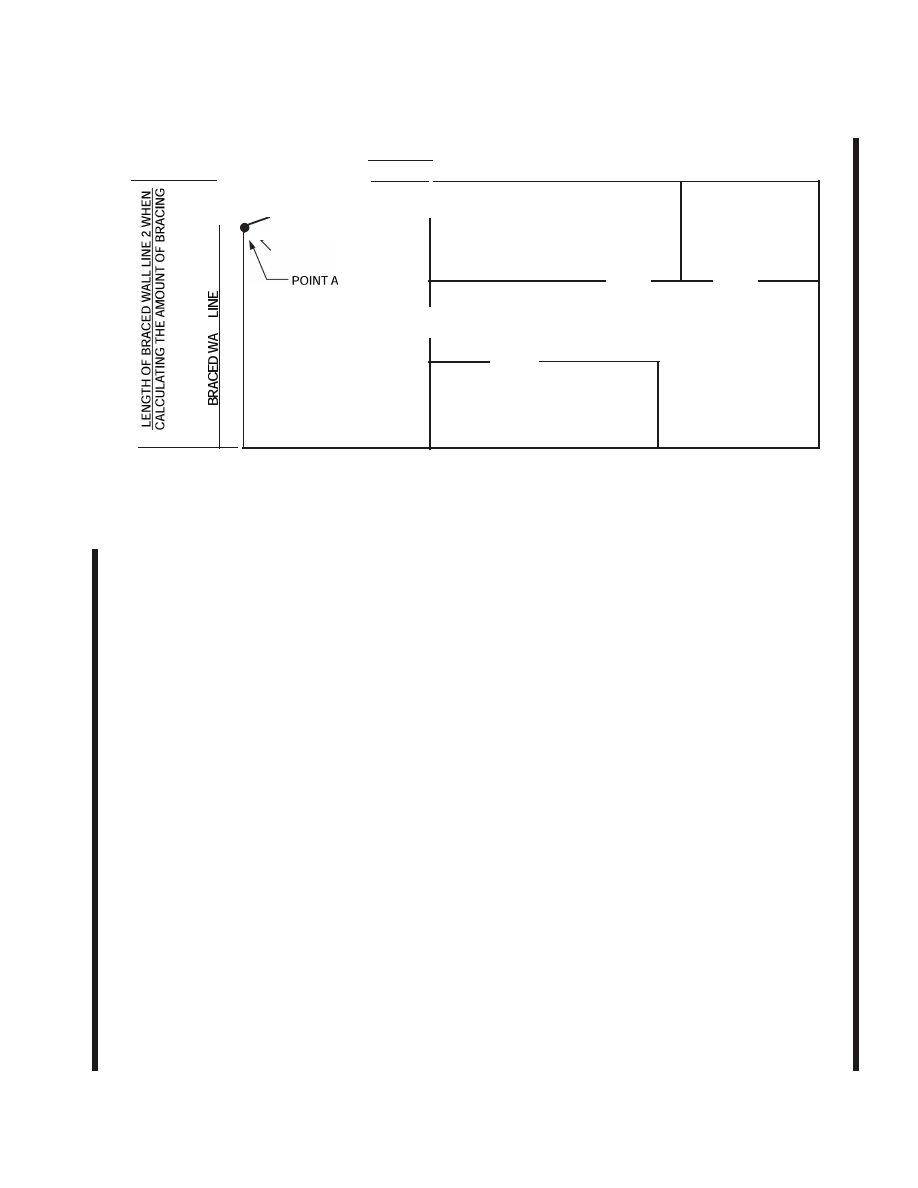 LENGTH OF BRACED WALL LINE 2 WHEN
CALCULATING THE AMOUNT OF BRACING
BRACED WA LINE
POINT A